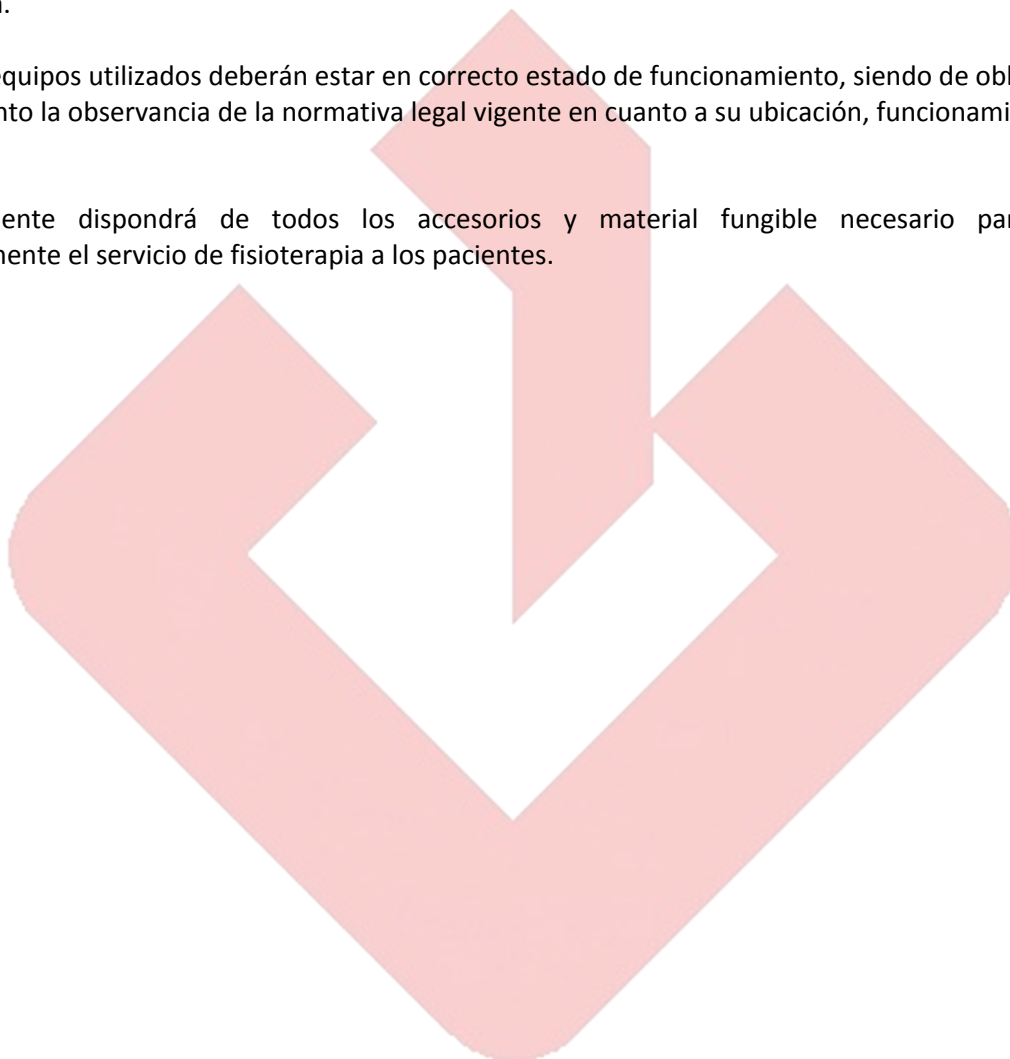 .
equipos utilizados deberán estar en correcto estado de funcionamiento, siendo de obl
nto la observancia de la normativa legal vigente en cuanto a su ubicación, funcionami
ente dispondrá de todos los accesorios y material fungible necesario par
mente el servicio de fisioterapia a los pacientes.